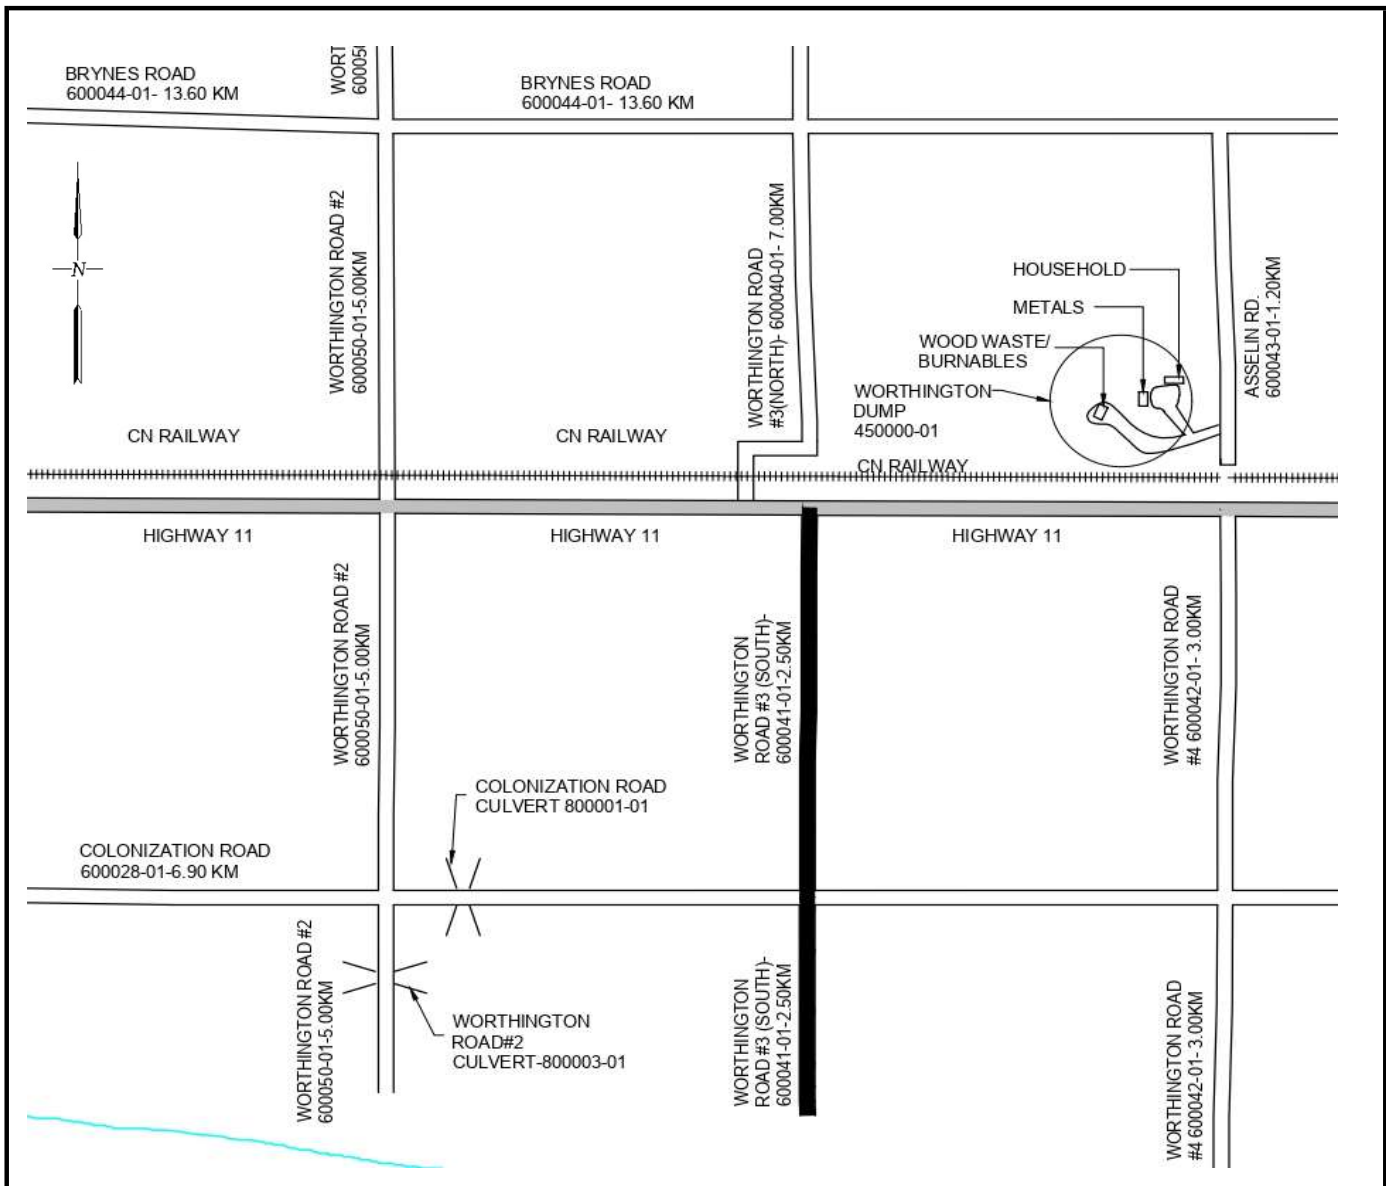 BRYNES ROAD
600044-01- 13.60 KM
BRYNES ROAD
600044-01- 13.60 KM
N
WORTHINGTON ROAD #2
600050-01-5.00KM
WORTHINGTON ROAD
#3(NORTH)- 600040-01- 7.00KM
HOUSEHOLD
METALS
WOOD WASTE/
BURNABLES
WORTHINGTON
DUMP
450000-01
ASSELIN RD.
600043-01-1.20KM
CN RAILWAY
CN RAILWAY
CN RAILWAY
HIGHWAY 11
HIGHWAY 11
HIGHWAY 11
WORTHINGTON ROAD #2
600050-01-5.00KM
WORTHINGTON
ROAD #3 (SOUTH)-
600041-01-2.50KM
WORTHINGTON ROAD
#4 600042-01- 3.00KM
COLONIZATION ROAD
CULVERT 800001-01
COLONIZATION ROAD
600028-01-6.90 KM
WORTHINGTON ROAD #2
600050-01-5.00KM
WORTHINGTON
ROAD#2
CULVERT-800003-01
WORTHINGTON
ROAD #3 (SOUTH)-
600041-01-2.50KM
WORTHINGTON ROAD
#4 600042-01- 3.00KM